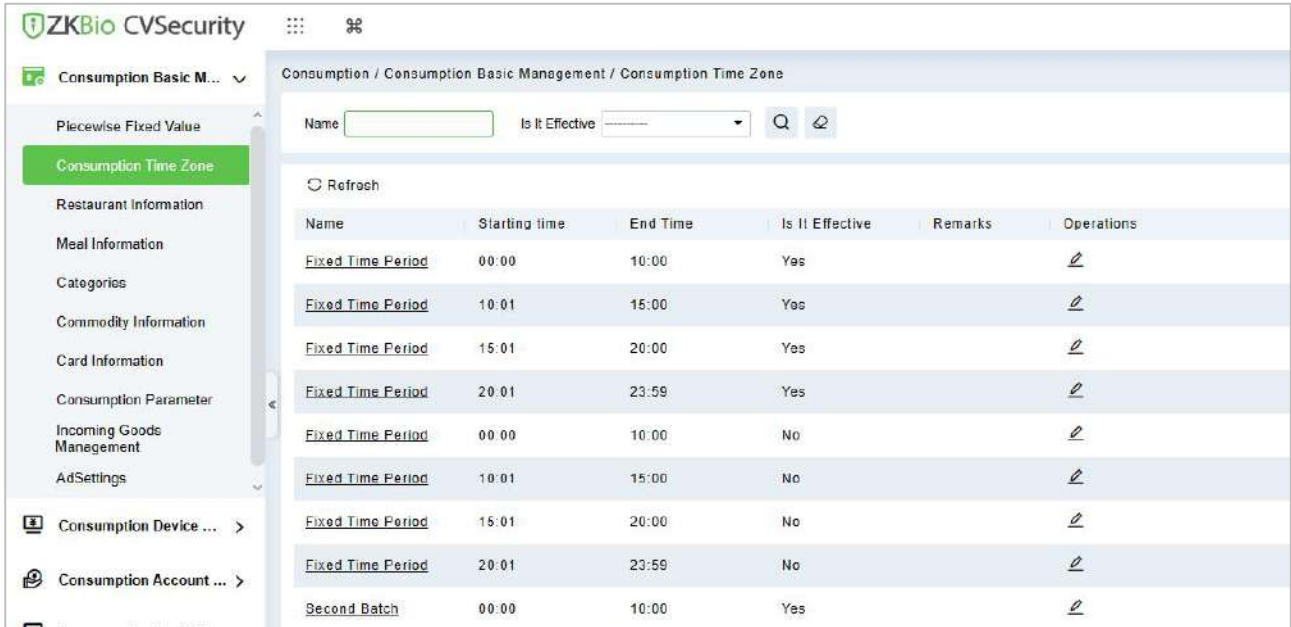 ZKBio CVSecurity
Consumption Basic M...
Piecewise Fixed Value
Consumption Time Zone
Restaurant Information
Meal Information
Categories
Commodity Information
Card Information
Consumption Parameter
Incoming Goods
Management
AdSettings
Consumption Device ...
Consumption Account ...
Consumption / Consumption Basic Management / Consumption Time Zone
Name Is It Effective ----------
Refresh
Name Starting time End Time Is It Effective Remarks Operations
Fixed Time Period 00:00 10:00 Yes
Fixed Time Period 10:01 15:00 Yes
Fixed Time Period 15:01 20:00 Yes
Fixed Time Period 20:01 23:59 Yes
Fixed Time Period 00:00 10:00 No
Fixed Time Period 10:01 15:00 No
Fixed Time Period 15:01 20:00 No
Fixed Time Period 20:01 23:59 No
Second Batch 00:00 10:00 Yes